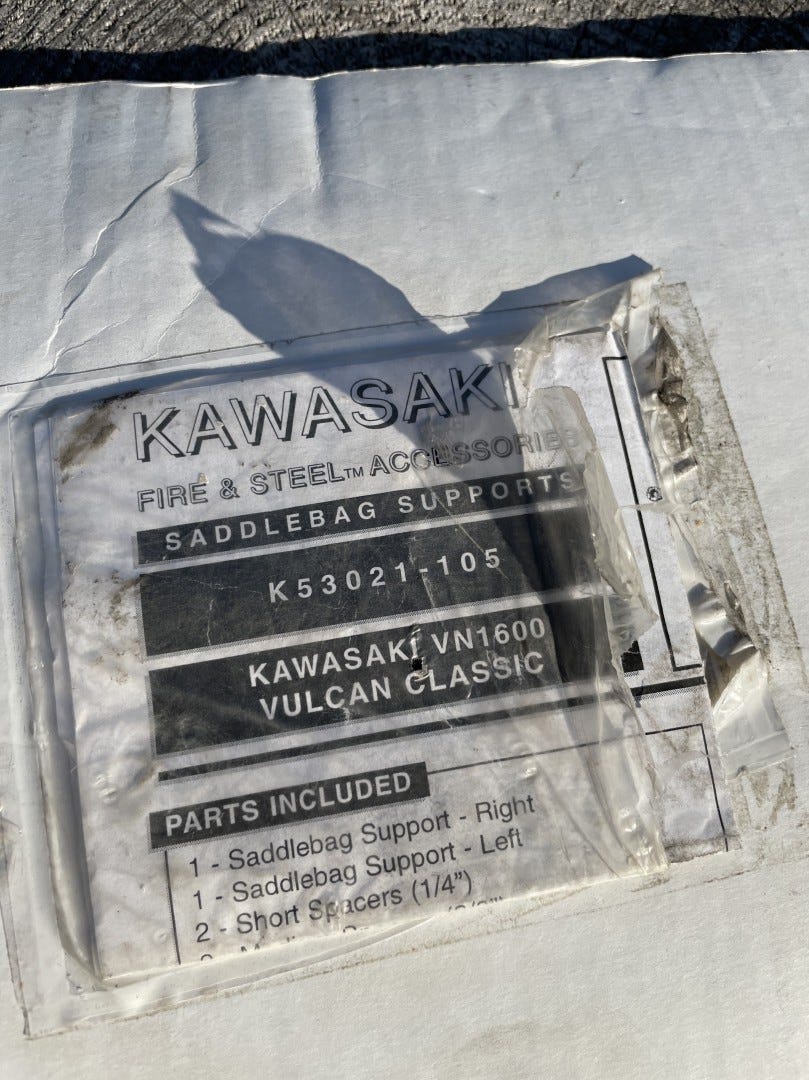 KAWASAKI
FIRE & STEEL™ ACCESSORIES
SADDLEBAG SUPPORTS
K53021-105
KAWASAKI VN1600
VULCAN CLASSIC
PARTS INCLUDED
1 - Saddlebag Support - Right
1 - Saddlebag Support - Left
2 - Short Spacers (1/4”)